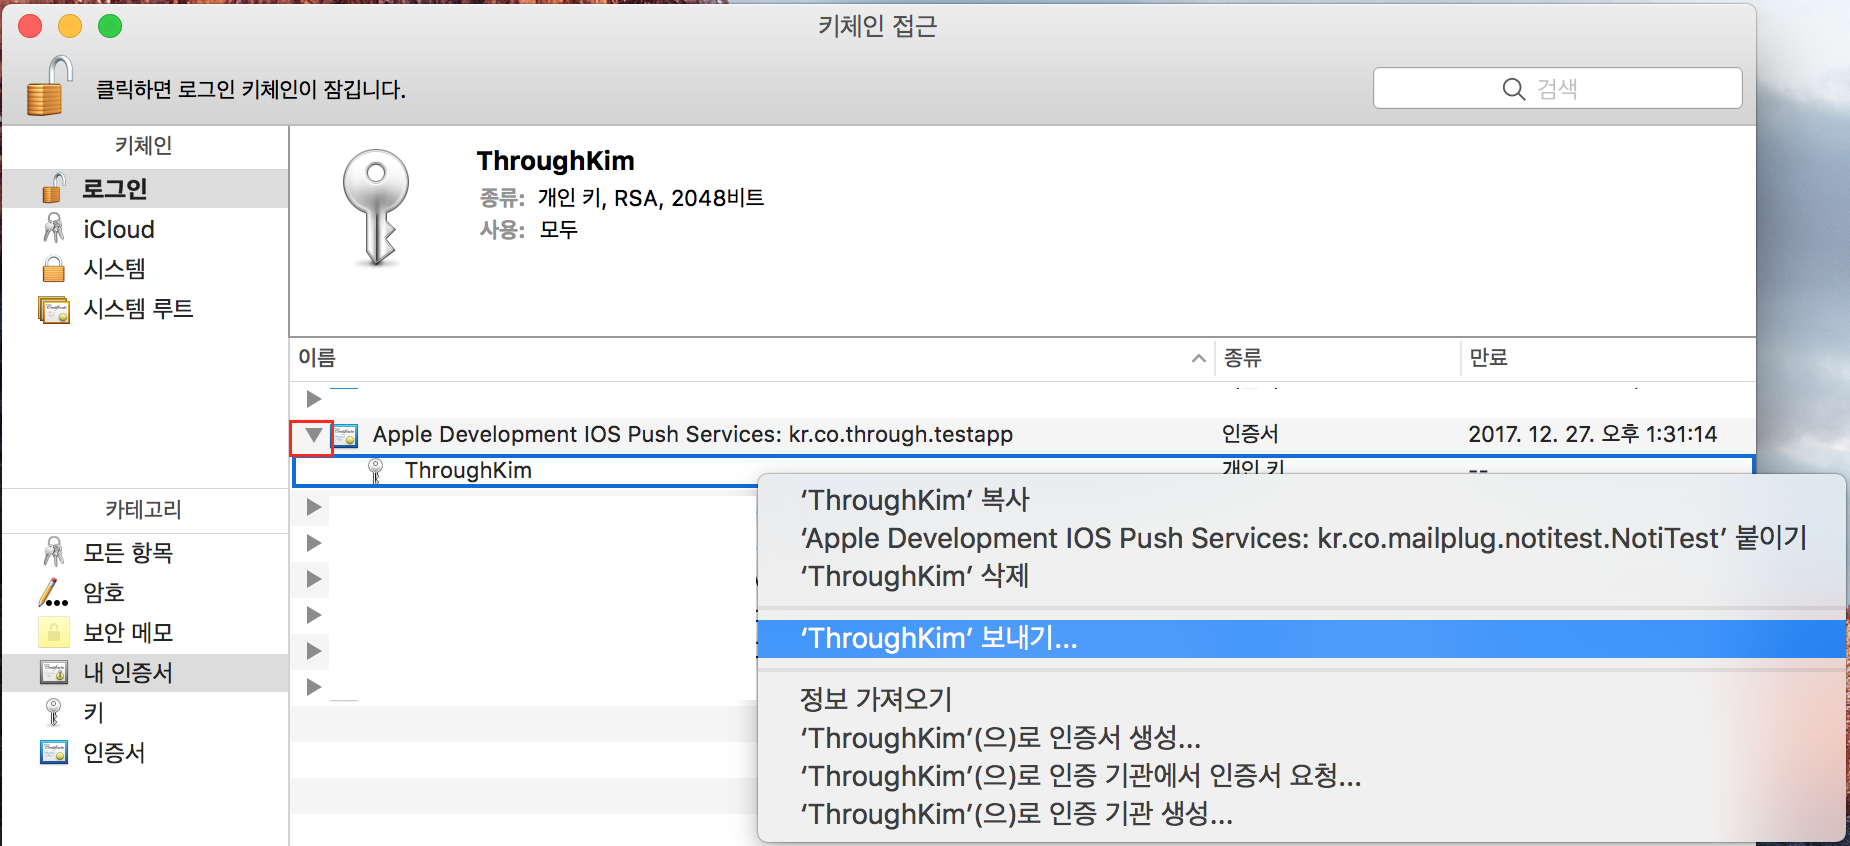 키체인 접근
클릭하면 로그인 키체인이 잠깁니다.
검색
키체인
로그인
iCloud
시스템
시스템 루트
카테고리
모든 항목
암호
보안 메모
내 인증서
키
인증서
ThroughKim
종류: 개인 키, RSA, 2048비트
사용: 모두
이름 종류 만료
Apple Development IOS Push Services: kr.co.through.testapp 인증서 2017. 12. 27. 오후 1:31:14
ThroughKim 개인 키 --
‘ThroughKim’ 복사
‘Apple Development IOS Push Services: kr.co.mailplug.notitest.NotiTest’ 붙이기
‘ThroughKim’ 삭제
‘ThroughKim’ 보내기...
정보 가져오기
‘ThroughKim’(으)로 인증서 생성...
‘ThroughKim’(으)로 인증 기관에서 인증서 요청...
‘ThroughKim’(으)로 인증 기관 생성...